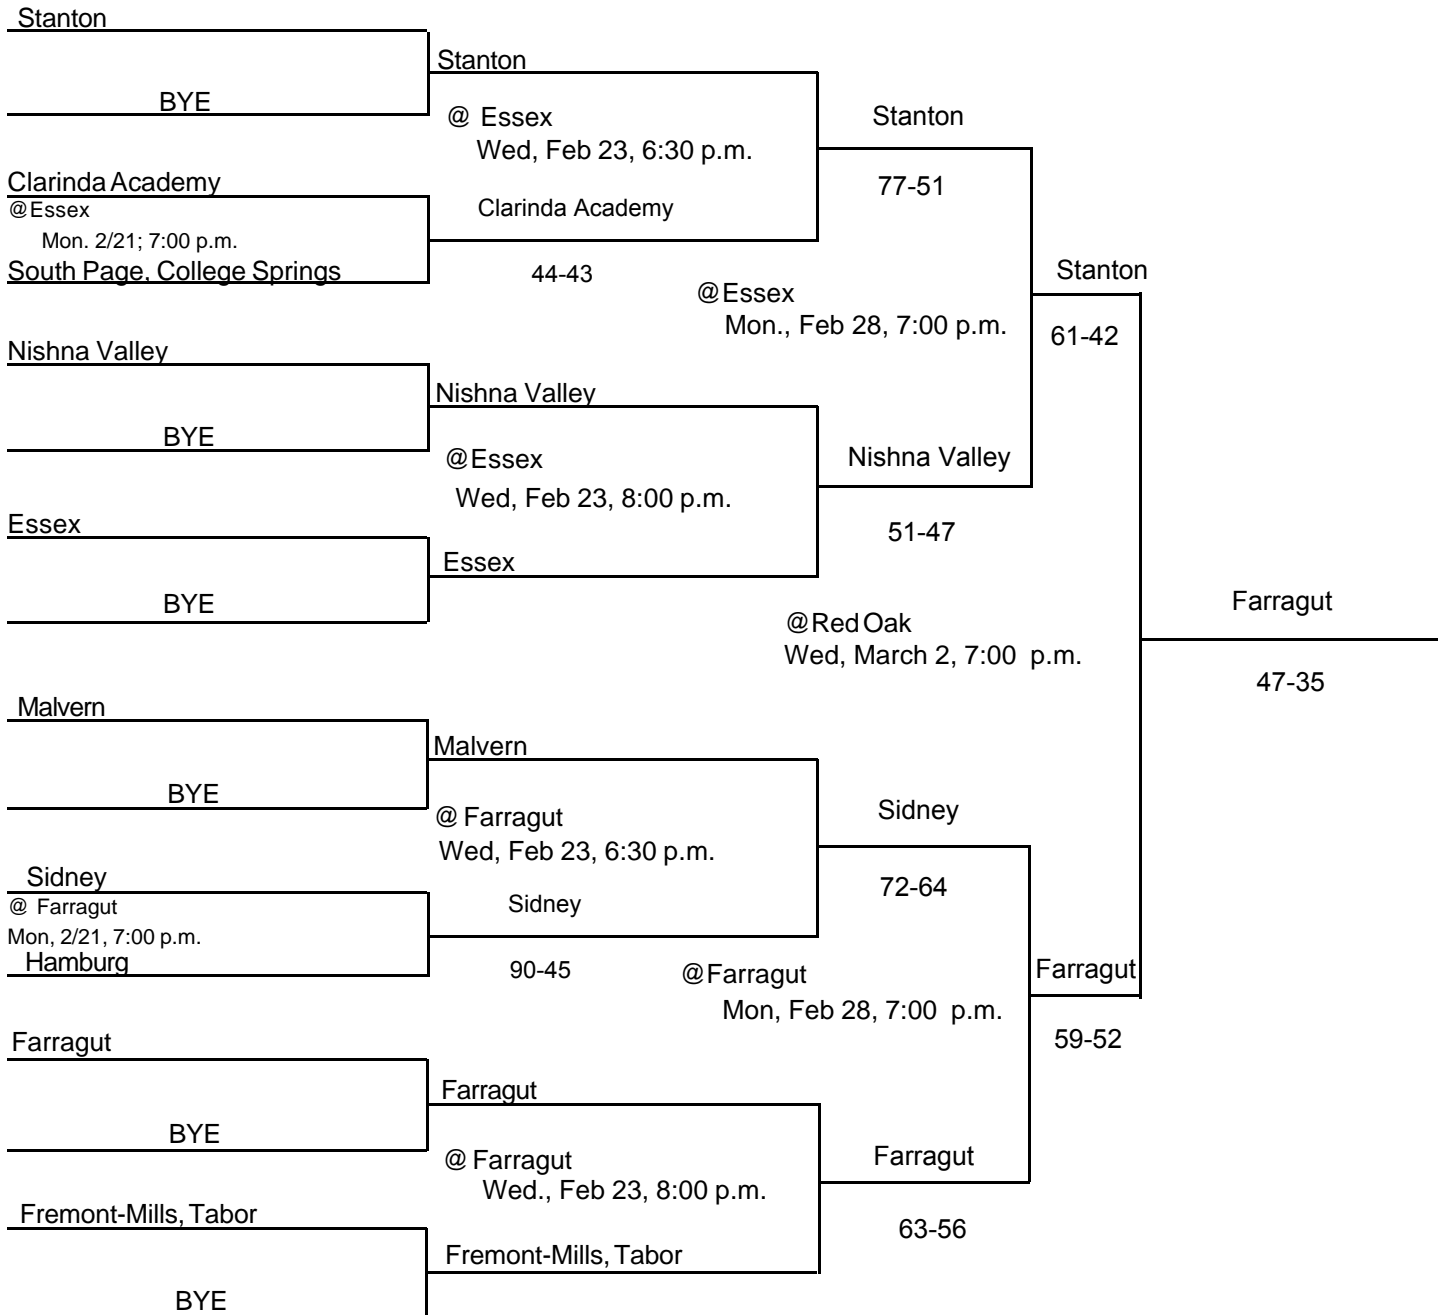 Stanton
Stanton
BYE
@ Essex
Wed, Feb 23, 6:30 p.m.
Stanton
77-51
Clarinda Academy
@Essex
Mon. 2/21; 7:00 p.m.
South Page, College Springs
Clarinda Academy
44-43
@Essex
Mon., Feb 28, 7:00 p.m.
Stanton
61-42
Nishna Valley
Nishna Valley
BYE
@Essex
Wed, Feb 23, 8:00 p.m.
Nishna Valley
51-47
Essex
Essex
BYE
@Red Oak
Wed, March 2, 7:00 p.m.
Farragut
47-35
Malvern
Malvern
BYE
@ Farragut
Wed, Feb 23, 6:30 p.m.
Sidney
72-64
Sidney
@ Farragut
Mon, 2/21, 7:00 p.m.
Hamburg
Sidney
90-45
@Farragut
Mon, Feb 28, 7:00 p.m.
Farragut
59-52
Farragut
Farragut
BYE
@ Farragut
Wed., Feb 23, 8:00 p.m.
Farragut
63-56
Fremont-Mills, Tabor
Fremont-Mills, Tabor
BYE